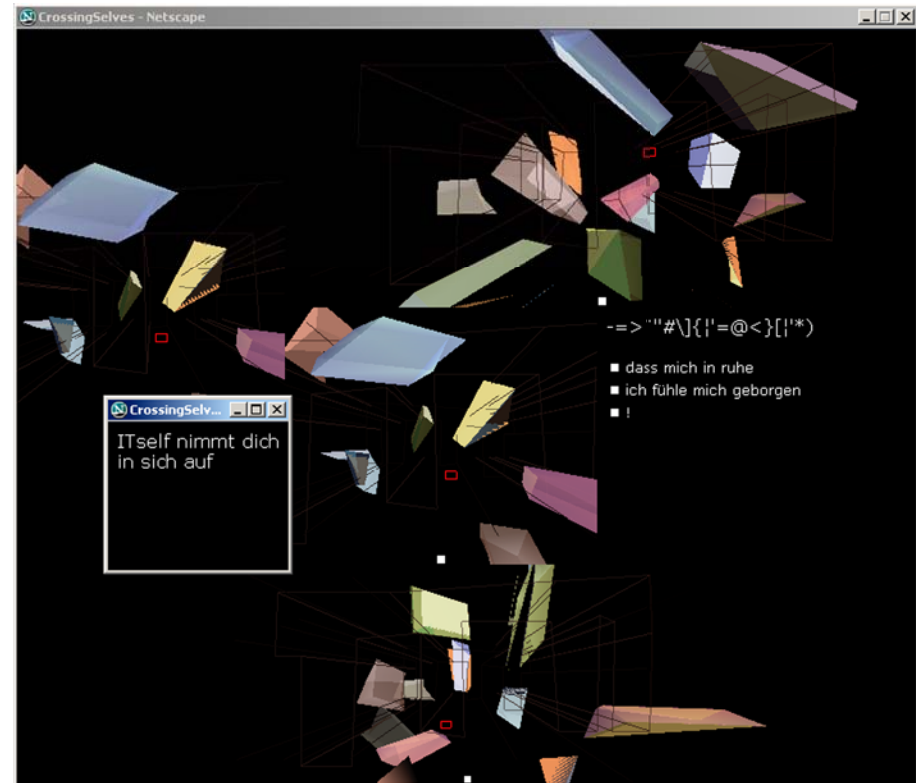 CrossingSelves - Netscape
-=>¨"#\]{¦'=@<}[¦'*)
dass mich in ruhe
ich fühle mich geborgen
!
CrossingSelv...
ITself nimmt dich
in sich auf